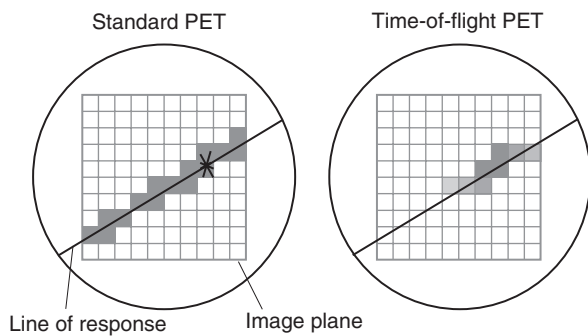 Standard PET
Time-of-flight PET
Line of response
Image plane